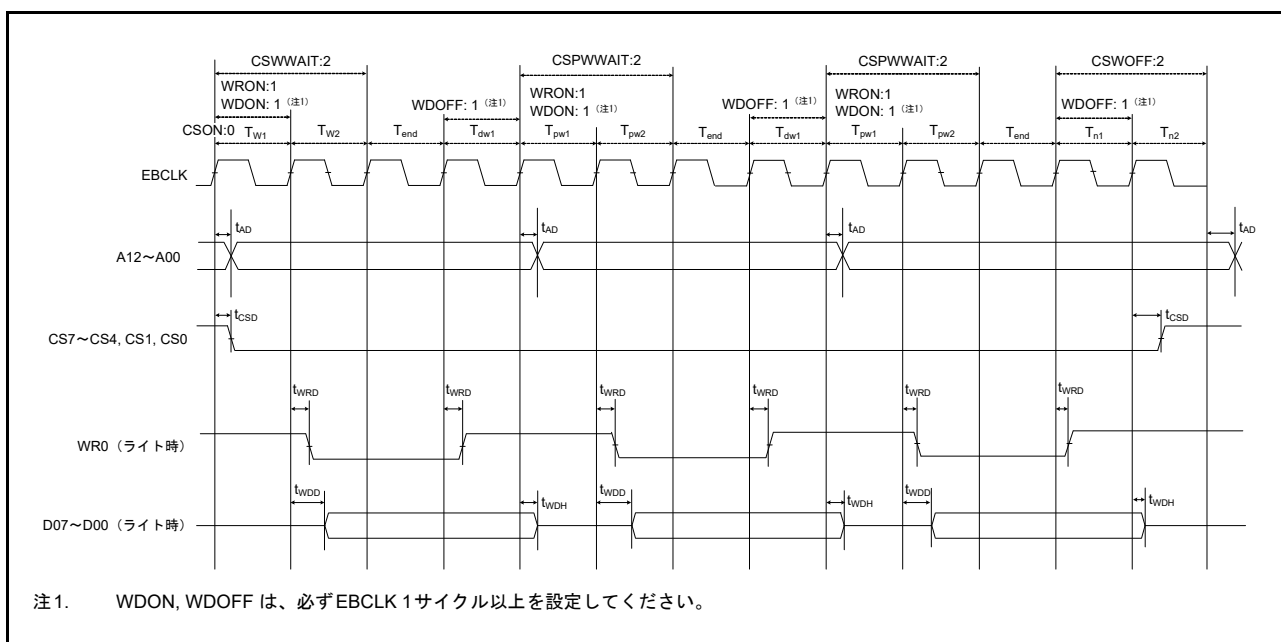 CSWWAIT:2 CSPWWAIT:2 CSPWWAIT:2 CSWOFF:2
WRON:1 WRON:1 WRON:1
WDON: 1（注1） WDOFF: 1（注1） WDON: 1（注1） WDOFF: 1（注1） WDON: 1（注1） WDOFF: 1（注1）
CSON:0 TW1 TW2 Tend Tdw1 Tpw1 Tpw2 Tend Tdw1 Tpw1 Tpw2 Tend Tn1 Tn2
EBCLK
tAD tAD tAD tAD
A12～A00
tCSD tCSD
CS7～CS4, CS1, CS0
tWRD tWRD tWRD tWRD tWRD tWRD
WR0（ライト時）
tWDD tWDH tWDD tWDH tWDD tWDH
D07～D00（ライト時）
注1. WDON, WDOFF は、必ずEBCLK 1サイクル以上を設定してください。